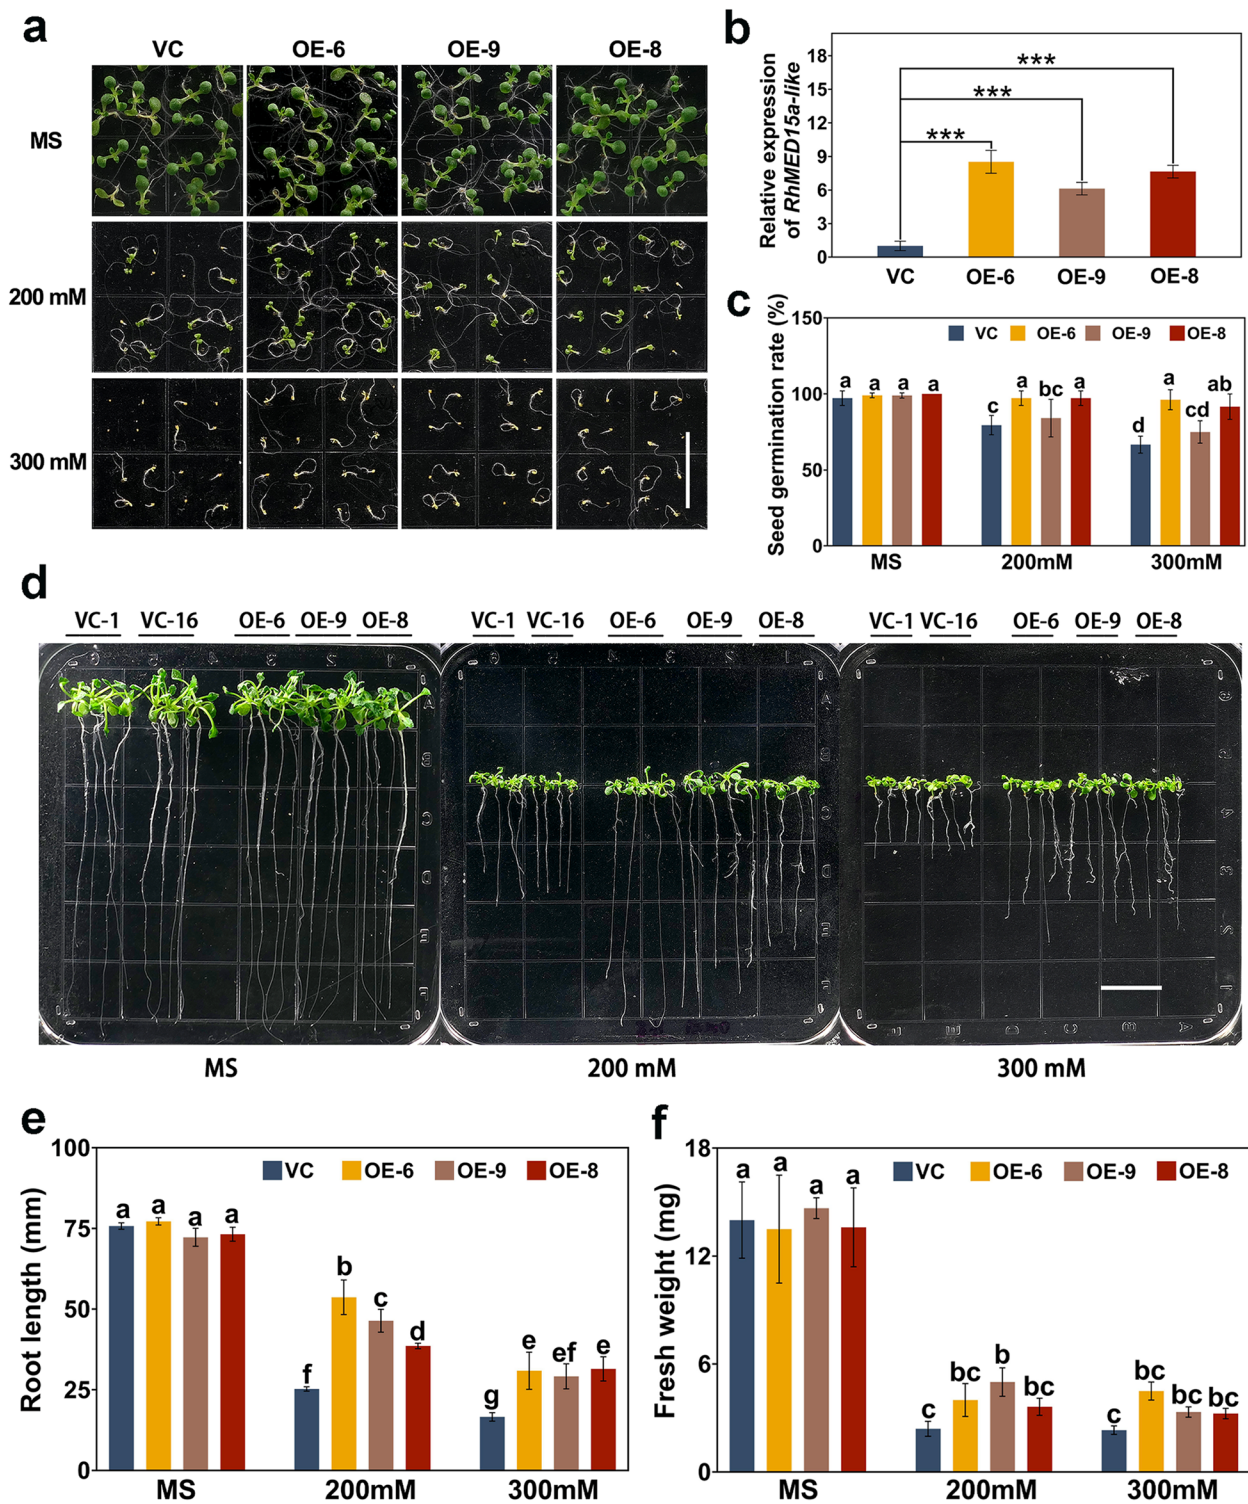 a
VC OE-6 OE-9 OE-8
MS
200 mM
300 mM
b
Relative expression
of RhMED15a-like
18
15
12
9
6
3
0
***
***
***
VC OE-6 OE-9 OE-8
c
Seed germination rate (%)
150
100
50
0
VC OE-6 OE-9 OE-8
a a a a
c a bc a
d a cd ab
MS 200mM 300mM
d
VC-1 VC-16 OE-6 OE-9 OE-8
VC-1 VC-16 OE-6 OE-9 OE-8
VC-1 VC-16 OE-6 OE-9 OE-8
6 5 4 3 2 1
A
B
C
D
E
F
MS 200 mM 300 mM
e
Root length (mm)
100
75
50
25
0
VC OE-6 OE-9 OE-8
a a a a
f b c d
g e ef e
MS 200mM 300mM
f
Fresh weight (mg)
18
12
6
0
VC OE-6 OE-9 OE-8
a a a a
c bc b bc
c bc bc bc
MS 200mM 300mM